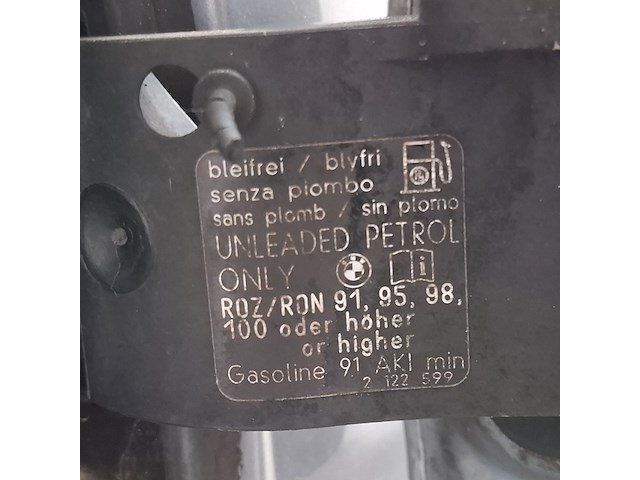 bleifrei / blyfri
senza piombo
sans plomb / sin plomo
UNLEADED PETROL
ONLY
ROZ/RON 91, 95, 98,
100 oder höher
or higher
Gasoline 91 AKI min
2 122 599